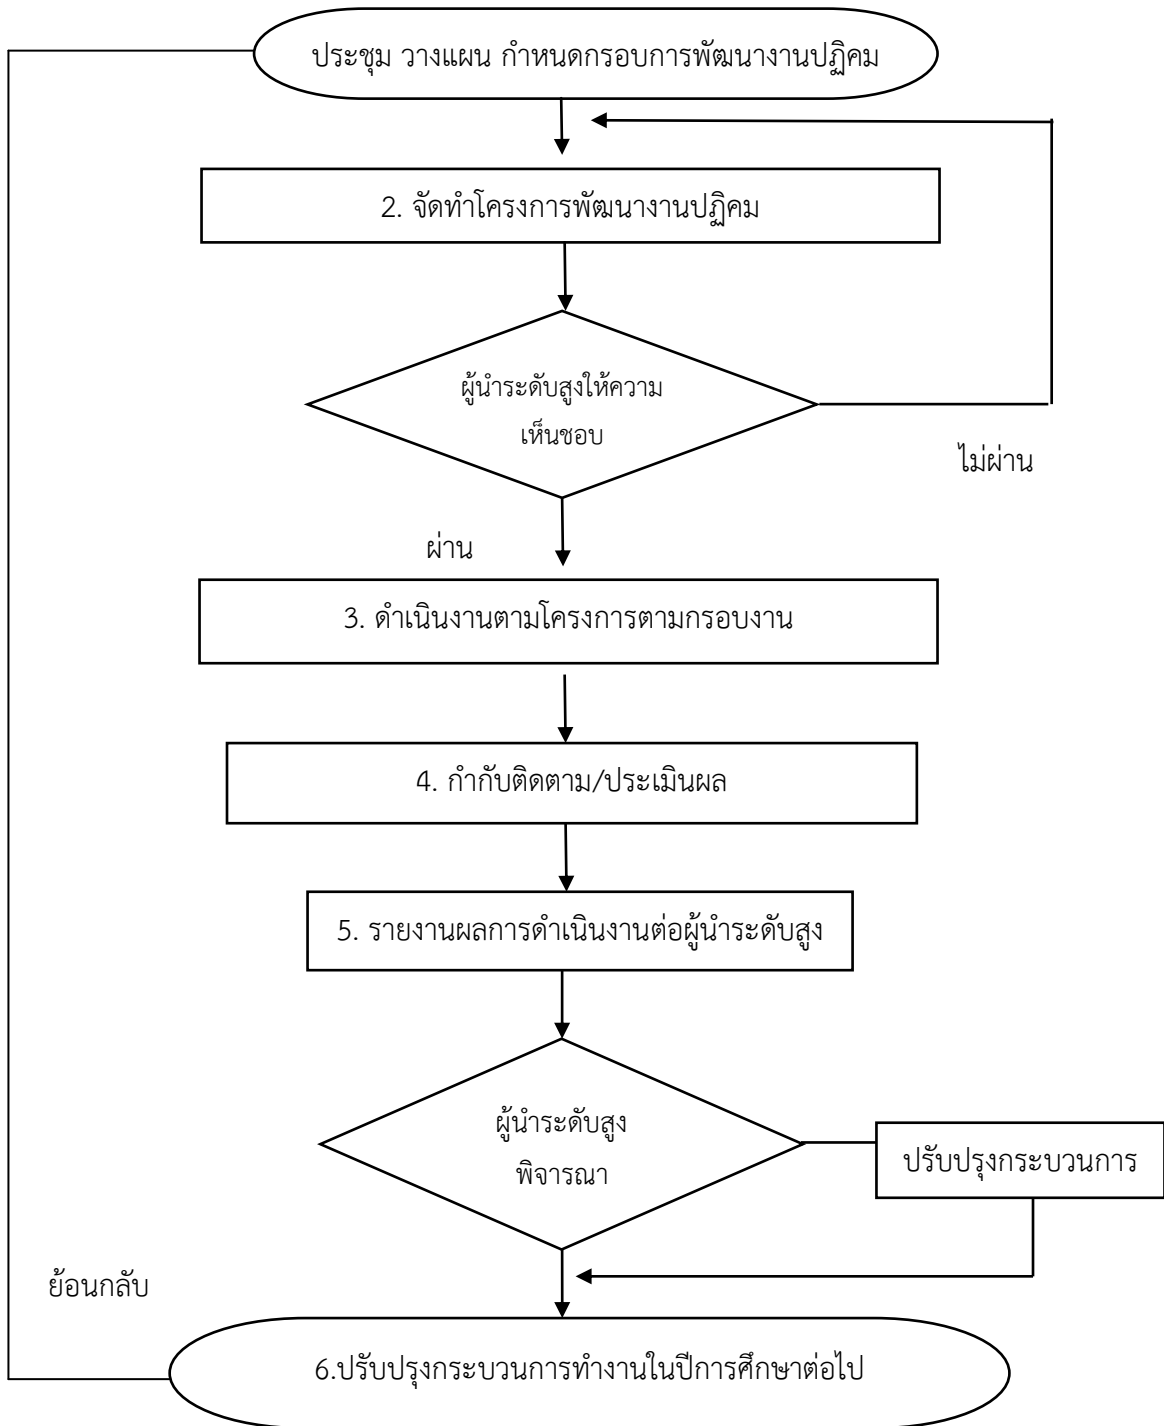 ประชุม วางแผน กำหนดกรอบการพัฒนางานปฏิคม
2. จัดทำโครงการพัฒนางานปฏิคม
ผู้นำระดับสูงให้ความ
เห็นชอบ
ไม่ผ่าน
ผ่าน
3. ดำเนินงานตามโครงการตามกรอบงาน
4. กำกับติดตาม/ประเมินผล
5. รายงานผลการดำเนินงานต่อผู้นำระดับสูง
ผู้นำระดับสูง
พิจารณา
ปรับปรุงกระบวนการ
ย้อนกลับ
6.ปรับปรุงกระบวนการทำงานในปีการศึกษาต่อไป